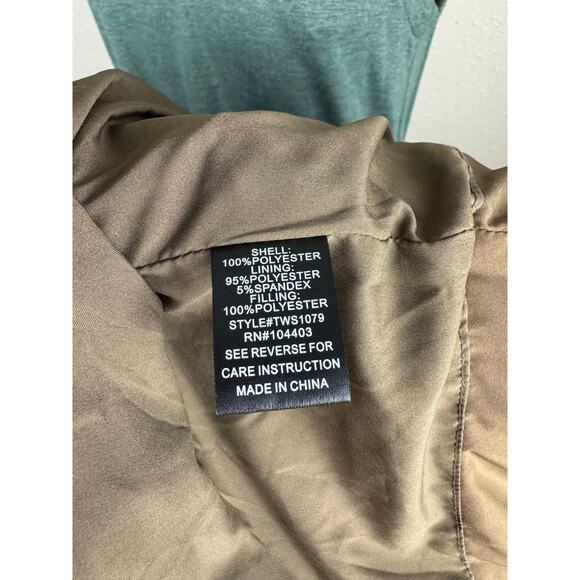 SHELL:
100%POLYESTER
LINING:
95%POLYESTER
5%SPANDEX
FILLING:
100%POLYESTER
STYLE#TWS1079
RN#104403
SEE REVERSE FOR
CARE INSTRUCTION
MADE IN CHINA